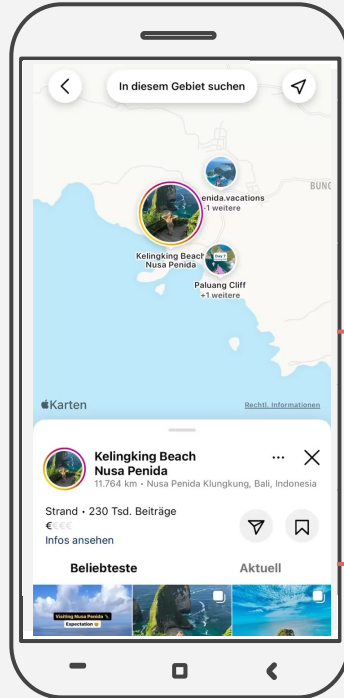 In diesem Gebiet suchen
enida.vacations
-1 weitere
BUNG
Kelingking Beach
Nusa Penida
Paluang Cliff
+1 weitere
Karten
Rechtl. Informationen
Kelingking Beach
Nusa Penida
11.764 km • Nusa Penida Klungkung, Bali, Indonesia
Strand • 230 Tsd. Beiträge
€€€€
Infos ansehen
Beliebteste
Aktuell
Visiting Nusa Penida
Expectation